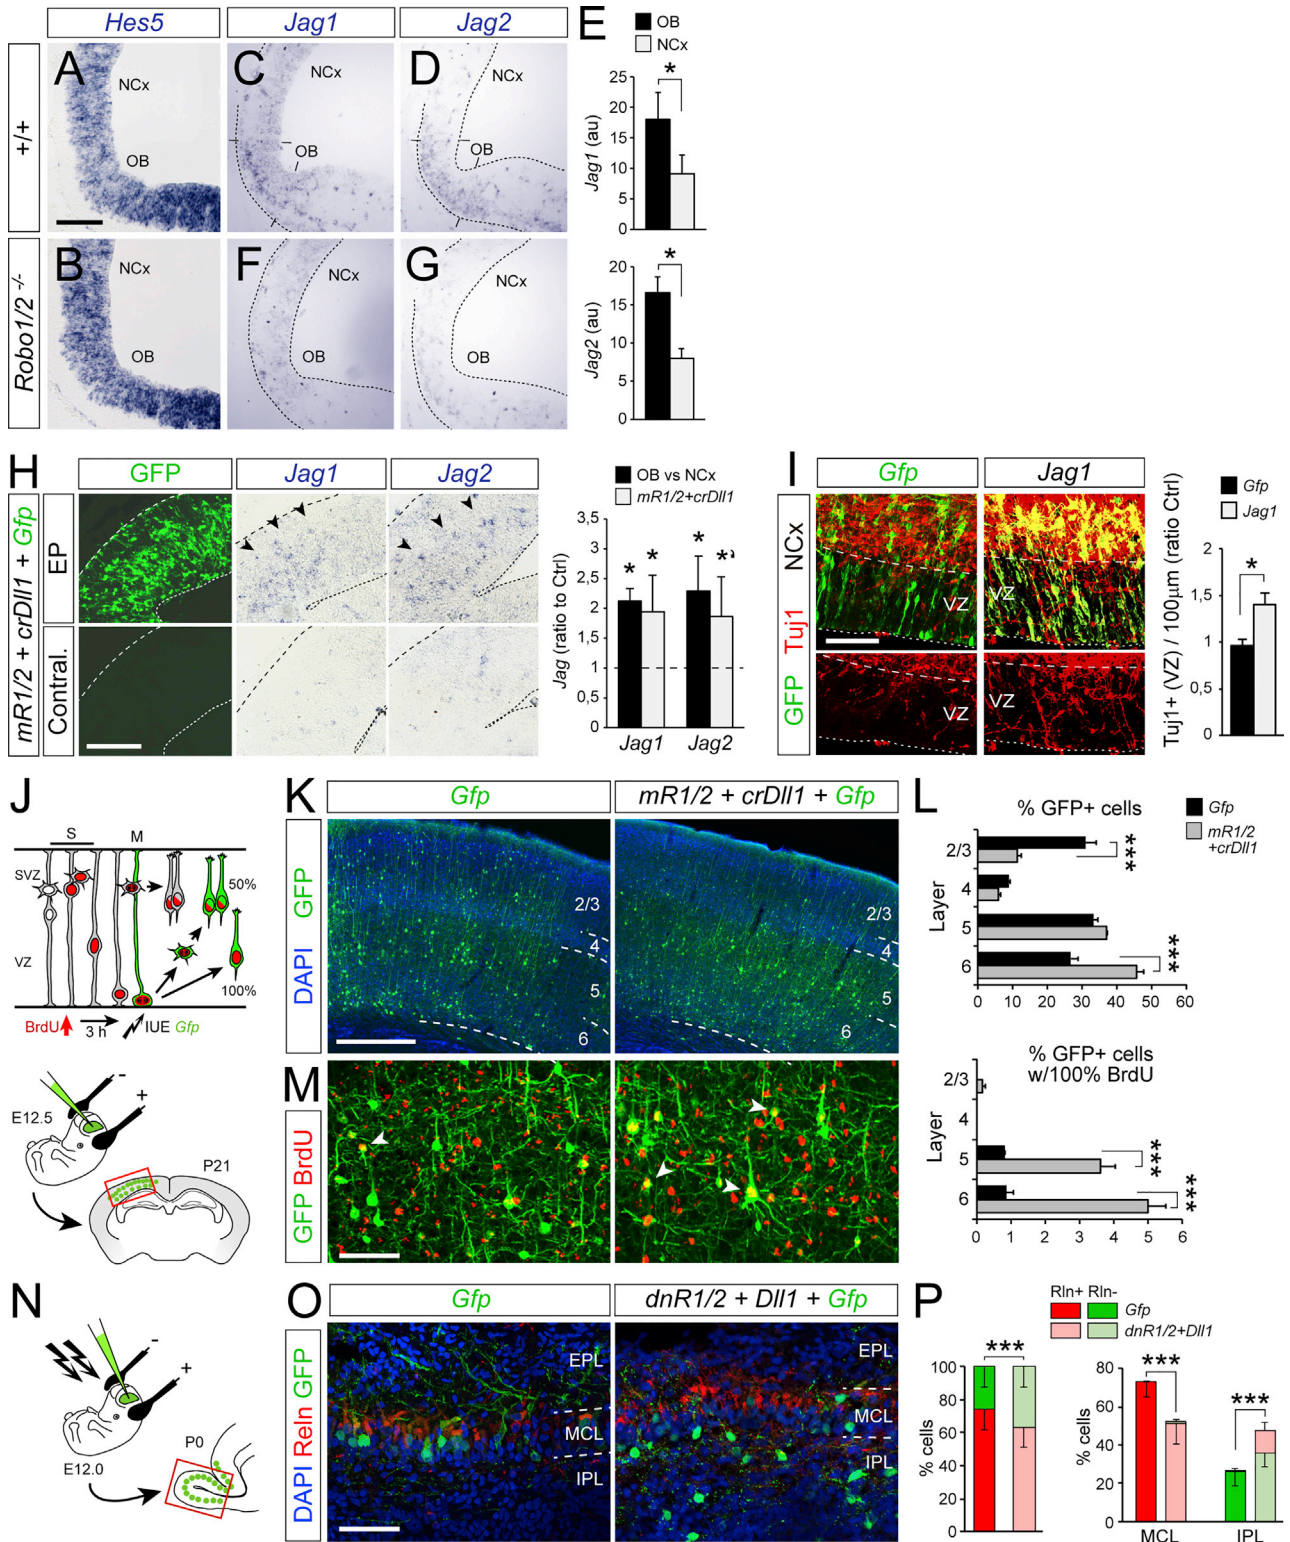 Hes5
Jag1
Jag2
+/+
A
NCx
OB
C
NCx
OB
D
NCx
OB
E
OB
NCx
*
25
20
15
10
5
0
Jag1 (au)
Robo1/2 -/-
B
NCx
OB
F
NCx
OB
G
NCx
OB
*
20
15
10
5
0
Jag2 (au)
H
GFP
Jag1
Jag2
mR1/2 + crDll1 + Gfp
EP
Contral.
OB vs NCx
mR1/2+crDll1
3,5
3
2,5
2
1,5
1
0,5
0
Jag (ratio to Ctrl)
* * * *
Jag1 Jag2
I
Gfp
Jag1
GFP Tuj1 NCx
VZ
VZ
VZ
VZ
Gfp
Jag1
*
2
1,5
1
0,5
0
Tuj1+ (VZ) / 100μm (ratio Ctrl)
J
S M
SVZ
VZ
50%
100%
BrdU
3 h
IUE Gfp
-
+
E12.5
P21
K
Gfp
mR1/2 + crDll1 + Gfp
DAPI GFP
2/3
4
5
6
2/3
4
5
6
L
% GFP+ cells
Gfp
mR1/2
+crDll1
Layer
2/3
4
5
6
***
***
0 10 20 30 40 50 60
M
GFP BrdU
% GFP+ cells
w/100% BrdU
Layer
2/3
4
5
6
***
***
0 1 2 3 4 5 6
N
-
+
E12.0
P0
O
Gfp
dnR1/2 + Dll1 + Gfp
DAPI Reln GFP
EPL
MCL
IPL
EPL
MCL
IPL
P
Rln+ Rln-
Gfp
dnR1/2+Dll1
***
100
80
60
40
20
0
% cells
***
***
80
60
40
20
0
% cells
MCL IPL